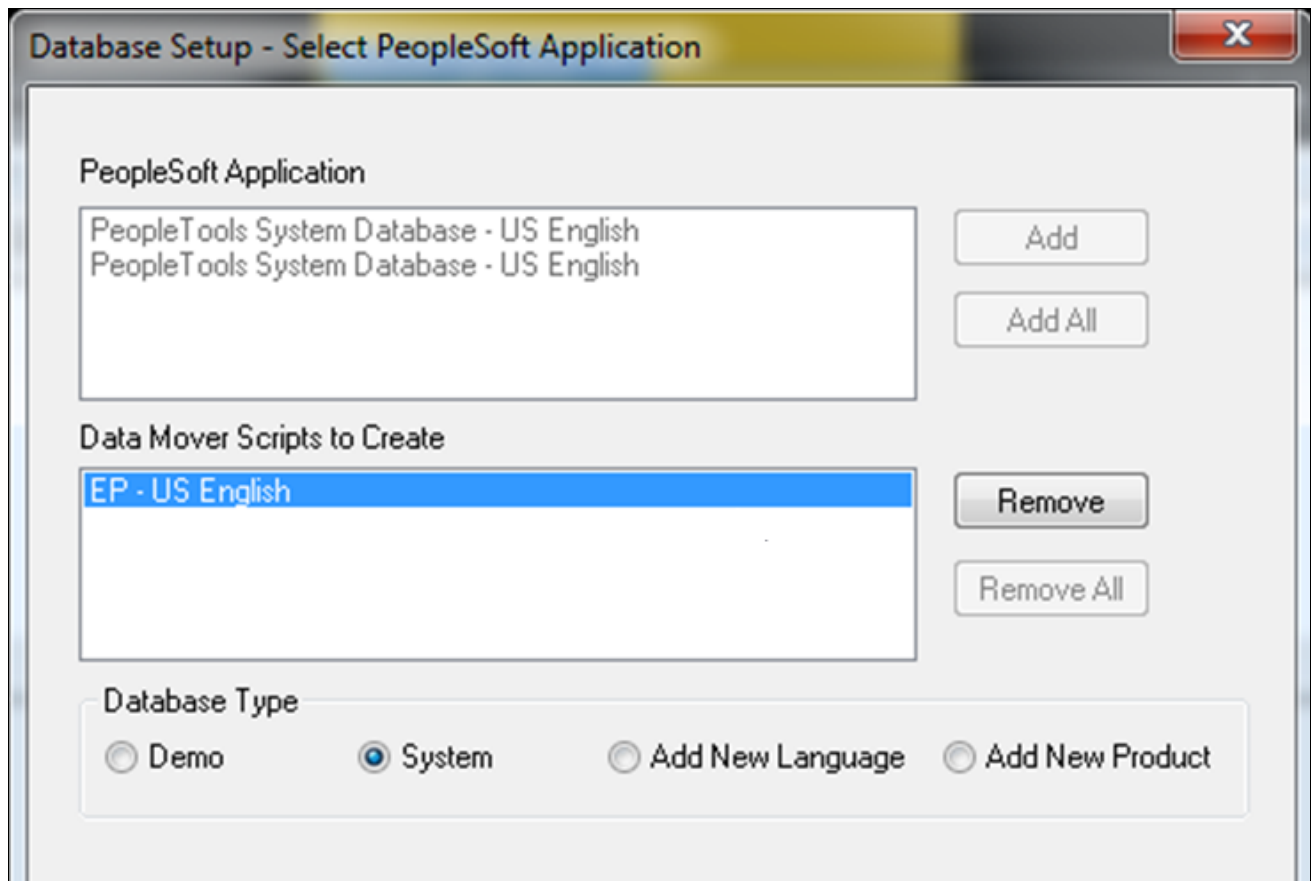 Database Setup - Select PeopleSoft Application
PeopleSoft Application
PeopleTools System Database - US English
PeopleTools System Database - US English
Add
Add All
Data Mover Scripts to Create
EP - US English
Remove
Remove All
Database Type
Demo System Add New Language Add New Product